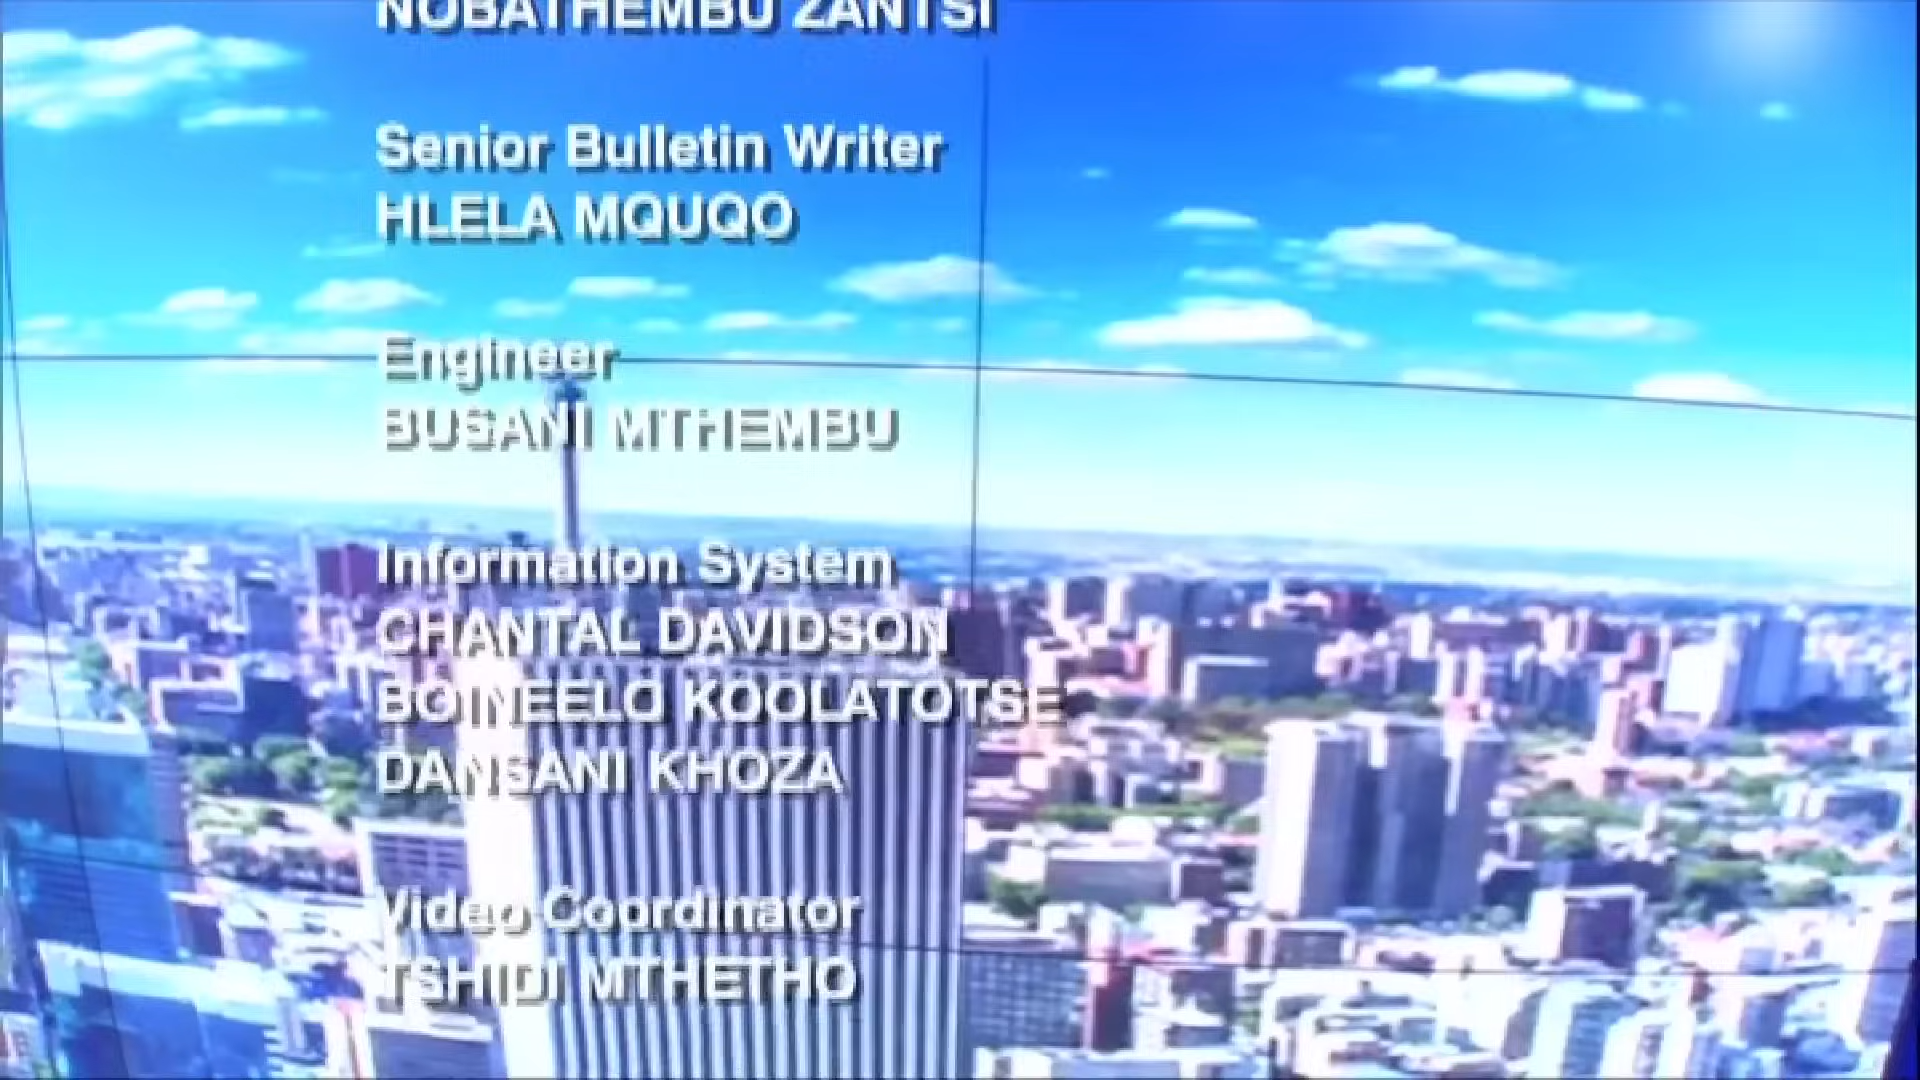 NOBATHEMBU ZANTSI
Senior Bulletin Writer
HLELA MQUQO
Engineer
BUSANI MTHEMBU
Information System
CHANTAL DAVIDSON
BOINEELO KOOLATOTSE
DANSANI KHOZA
Video Coordinator
TSHIDI MTHETHO